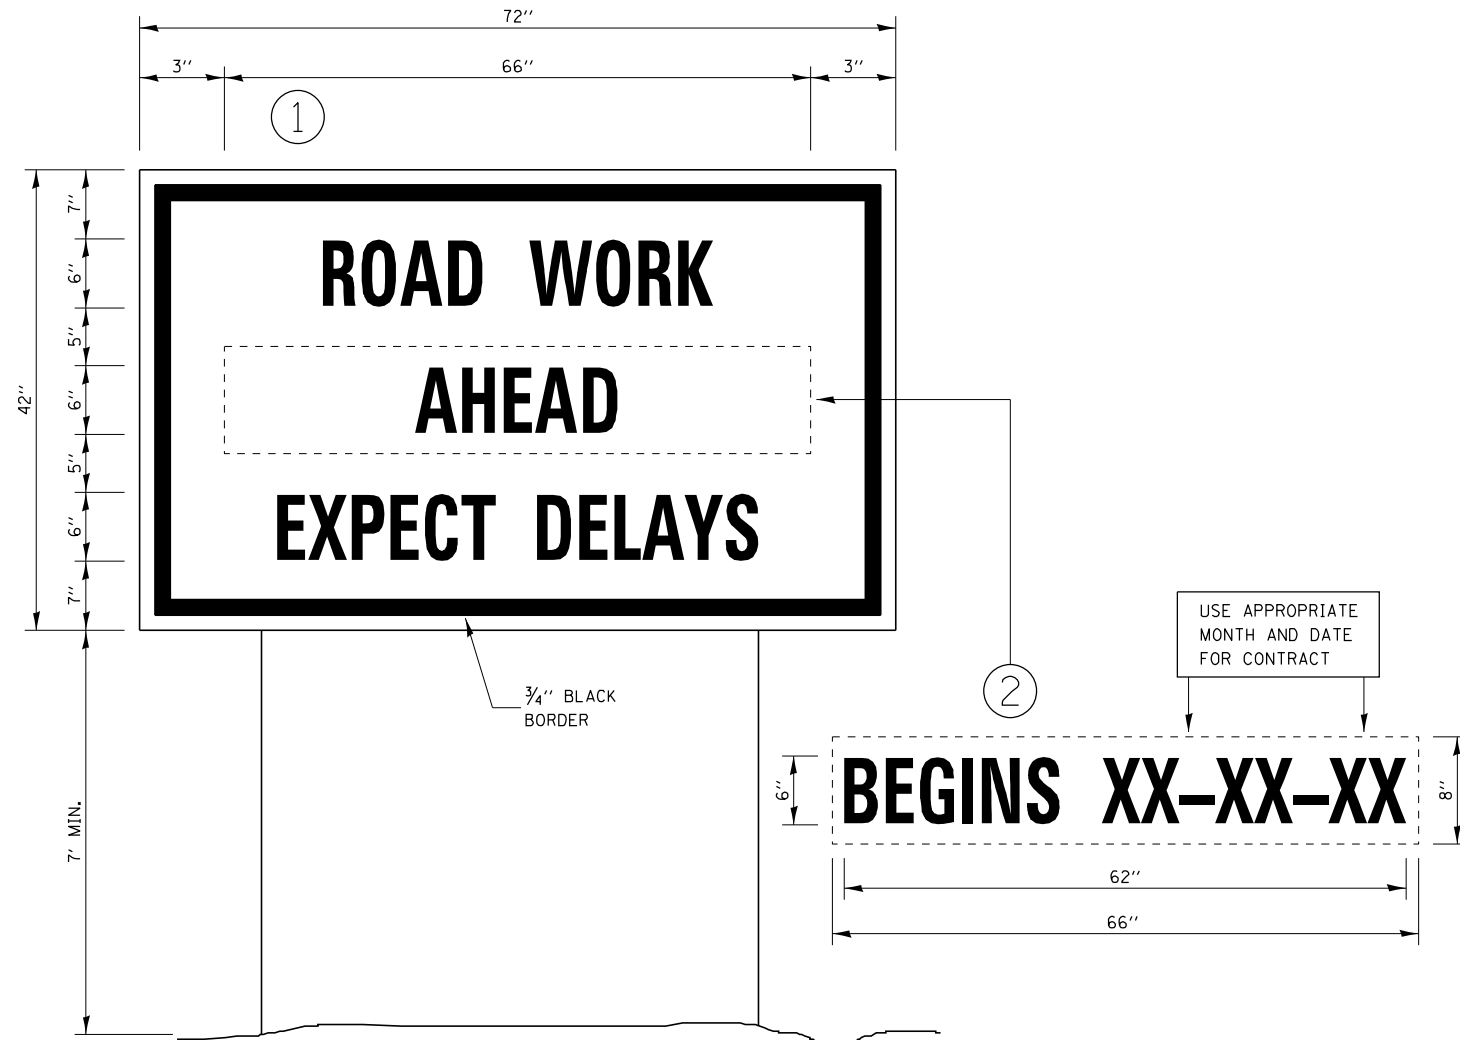 72''
3'' 66'' 3''
1
7''
6''
5''
6''
5''
6''
7''
42''
ROAD WORK
AHEAD
EXPECT DELAYS
3/4'' BLACK
BORDER
7' MIN.
2
USE APPROPRIATE
MONTH AND DATE
FOR CONTRACT
6''
BEGINS XX-XX-XX
8''
62''
66''